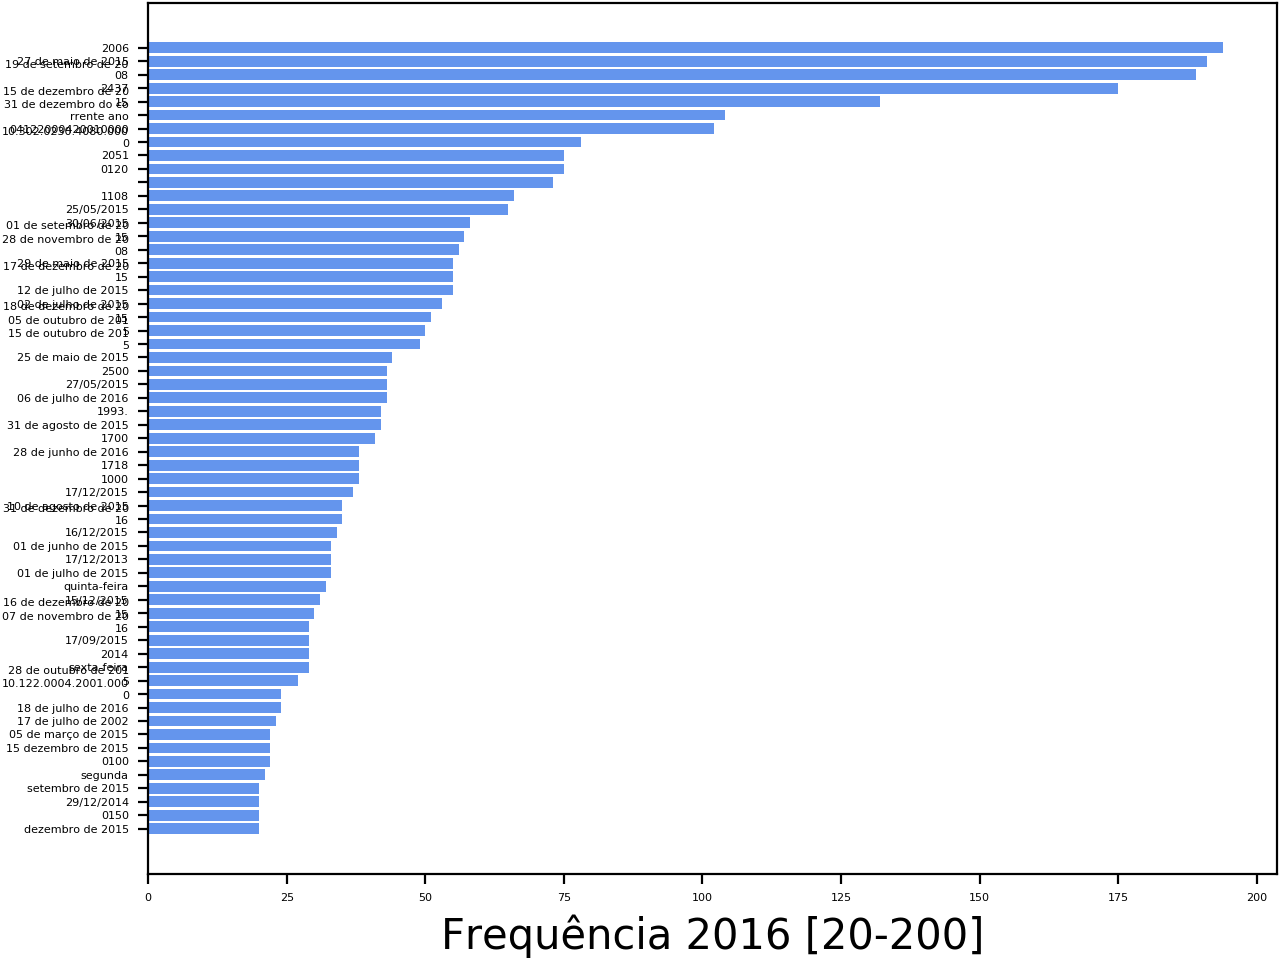 2006
27 de maio de 2015
19 de setembro de 20
08
2437
15 de dezembro de 20
15
31 de dezembro do co
rrente ano
0412200042001000
10.302.0230.4080.000
0
2051
0120
1108
25/05/2015
30/06/2015
01 de setembro de 20
15
28 de novembro de 20
08
29 de maio de 2015
17 de dezembro de 20
15
12 de julho de 2015
02 de julho de 2015
18 de dezembro de 20
15
05 de outubro de 201
5
15 de outubro de 201
5
25 de maio de 2015
2500
27/05/2015
06 de julho de 2016
1993.
31 de agosto de 2015
1700
28 de junho de 2016
1718
1000
17/12/2015
10 de agosto de 2015
31 de dezembro de 20
16
16/12/2015
01 de junho de 2015
17/12/2013
01 de julho de 2015
quinta-feira
15/12/2015
16 de dezembro de 20
15
07 de novembro de 20
16
17/09/2015
2014
sexta-feira
28 de outubro de 201
5
10.122.0004.2001.000
0
18 de julho de 2016
17 de julho de 2002
05 de março de 2015
15 dezembro de 2015
0100
segunda
setembro de 2015
29/12/2014
0150
dezembro de 2015
0 25 50 75 100 125 150 175 200
Frequência 2016 [20-200]